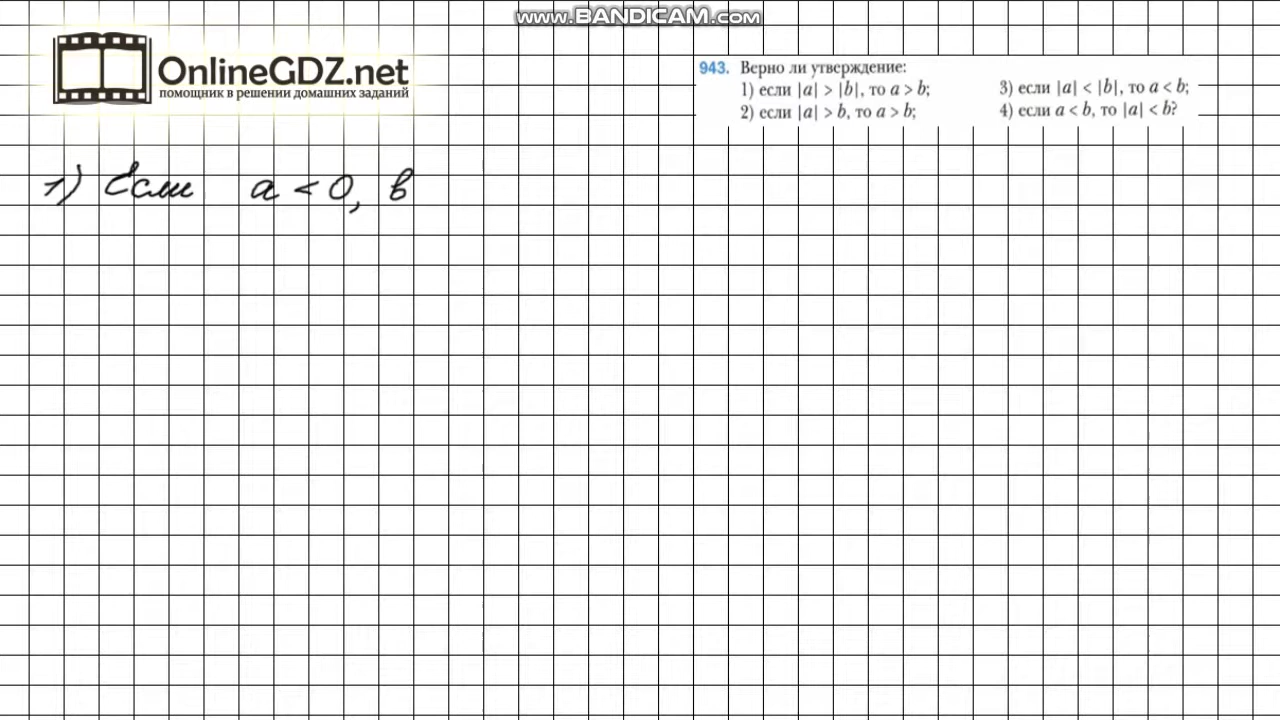 www.BANDICAM.com
OnlineGDZ.net
помощник в решении домашних заданий
943. Верно ли утверждение:
1) если |a| > |b|, то a > b;
2) если |a| > b, то a > b;
3) если |a| < |b|, то a < b;
4) если a < b, то |a| < b?
1) Если a < 0, в